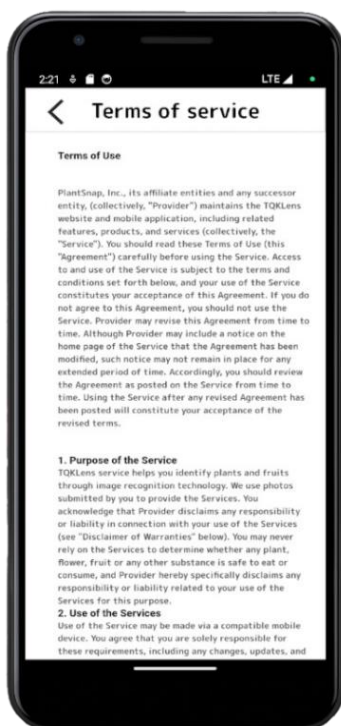 2:21 LTE
Terms of service
Terms of Use
PlantSnap, Inc., its affiliate entities and any successor
entity, (collectively, "Provider") maintains the TQKLens
website and mobile application, including related
features, products, and services (collectively, the
"Service"). You should read these Terms of Use (this
"Agreement") carefully before using the Service. Access
to and use of the Service is subject to the terms and
conditions set forth below, and your use of the Service
constitutes your acceptance of this Agreement. If you do
not agree to this Agreement, you should not use the
Service. Provider may revise this Agreement from time to
time. Although Provider may include a notice on the
home page of the Service that the Agreement has been
modified, such notice may not remain in place for any
extended period of time. Accordingly, you should review
the Agreement as posted on the Service from time to
time. Using the Service after any revised Agreement has
been posted will constitute your acceptance of the
revised terms.
1. Purpose of the Service
TQKLens service helps you identify plants and fruits
through image recognition technology. We use photos
submitted by you to provide the Services. You
acknowledge that Provider disclaims any responsibility
or liability in connection with your use of the Services
(see "Disclaimer of Warranties" below). You may never
rely on the Services to determine whether any plant,
flower, fruit or any other substance is safe to eat or
consume, and Provider hereby specifically disclaims any
responsibility or liability related to your use of the
Services for this purpose.
2. Use of the Services
Use of the Service may be made via a compatible mobile
device. You agree that you are solely responsible for
these requirements, including any changes, updates, and